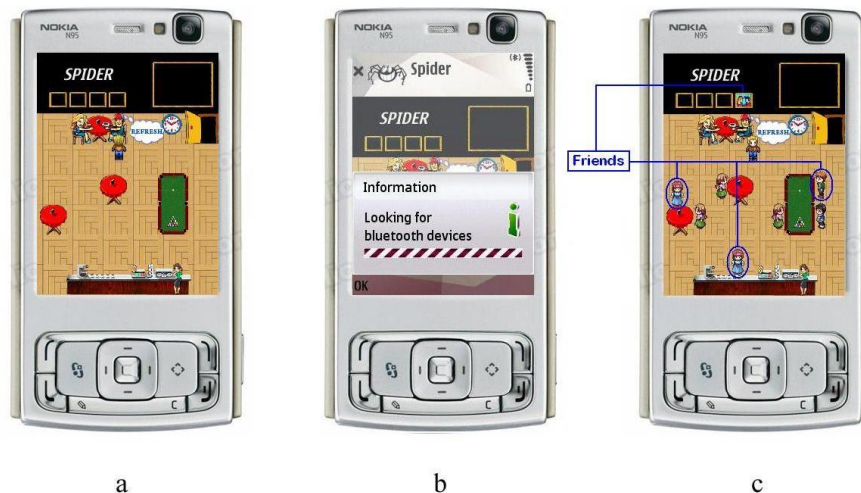 NOKIA
N95
SPIDER
REFRESH
C
NOKIA
N95
Spider
SPIDER
Information
Looking for
bluetooth devices
OK
C
NOKIA
N95
SPIDER
Friends
REFRESH
C
a
b
c